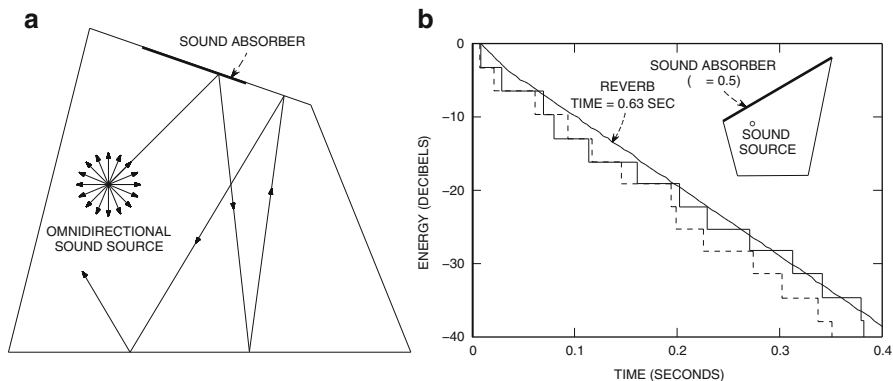 a
SOUND ABSORBER
OMNIDIRECTIONAL
SOUND SOURCE
b
ENERGY (DECIBELS)
0
−10
−20
−30
−40
0
0.1
0.2
0.3
0.4
TIME (SECONDS)
REVERB
TIME = 0.63 SEC
SOUND ABSORBER
( = 0.5)
SOUND
SOURCE